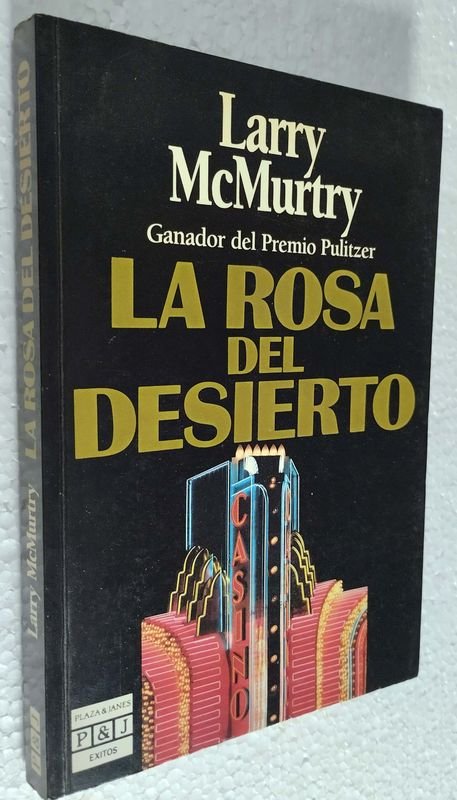 Larry
McMurtry
Ganador del Premio Pulitzer
LA ROSA
DEL
DESIERTO
CASINO
PLAZA & JANES
P & J
EXITOS
Larry McMurtry LA ROSA DEL DESIERTO
P&J